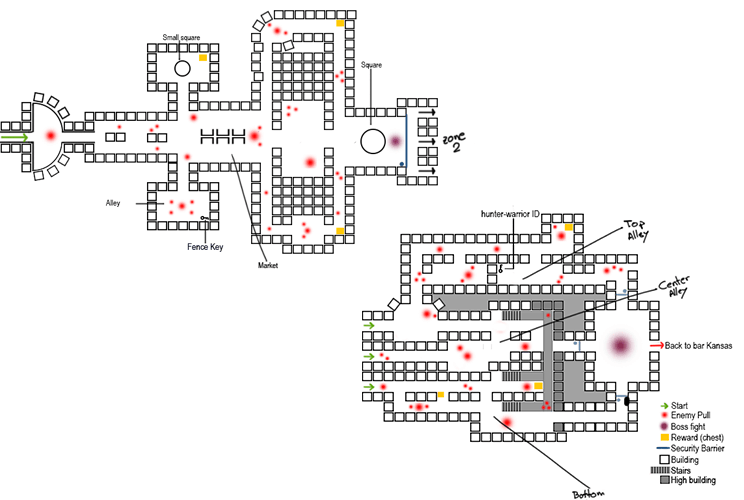 Small square
Square
zone
2
Alley
Fence Key
Market
hunter-warrior ID
Top
Alley
Center
Alley
Back to bar Kansas
Start
Enemy Pull
Boss fight
Reward (chest)
Security Barrier
Building
Stairs
High building
Bottom